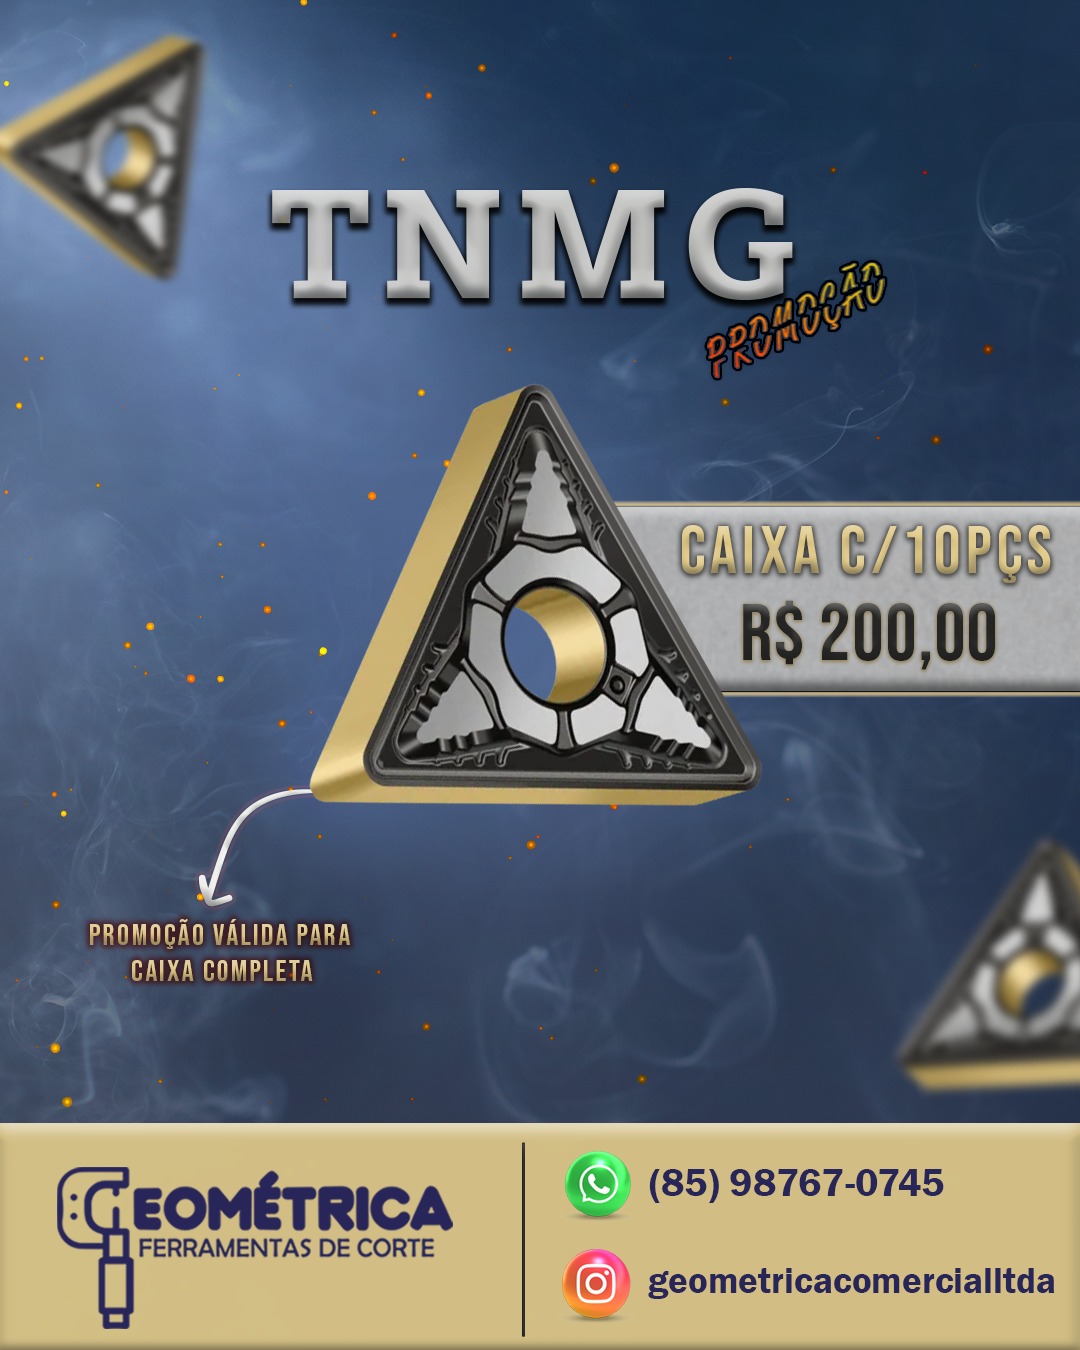 TNMG
PROMOÇÃO
CAIXA C/10PÇS
R$ 200,00
PROMOÇÃO VÁLIDA PARA
CAIXA COMPLETA
GEOMÉTRICA
FERRAMENTAS DE CORTE
(85) 98767-0745
geometricacomercialltda